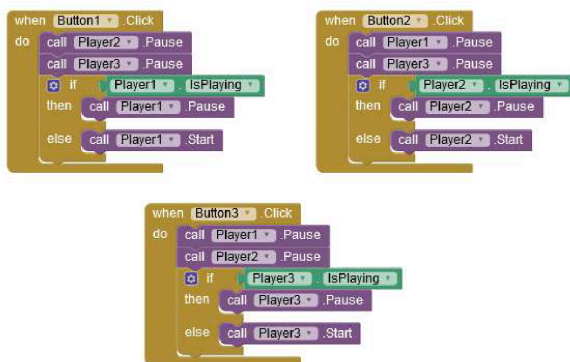 when Button1 .Click
do call Player2 .Pause
call Player3 .Pause
if Player1 . IsPlaying
then call Player1 .Pause
else call Player1 .Start
when Button2 .Click
do call Player1 .Pause
call Player3 .Pause
if Player2 . IsPlaying
then call Player2 .Pause
else call Player2 .Start
when Button3 .Click
do call Player1 .Pause
call Player2 .Pause
if Player3 . IsPlaying
then call Player3 .Pause
else call Player3 .Start